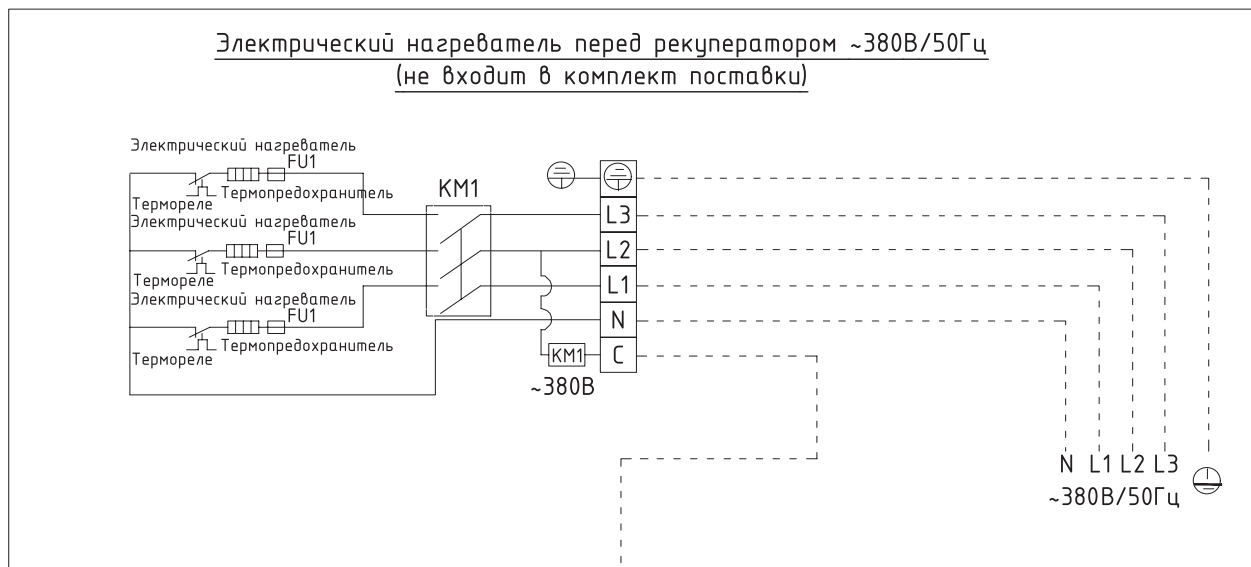 Электрический нагреватель перед рекуператором ~380В/50Гц
(не входит в комплект поставки)
Электрический нагреватель
FU1
Термопредохранитель
Термореле
Электрический нагреватель
FU1
Термопредохранитель
Термореле
Электрический нагреватель
FU1
Термопредохранитель
Термореле
KM1
L3
L2
L1
N
C
KM1
~380В
N L1 L2 L3
~380В/50Гц